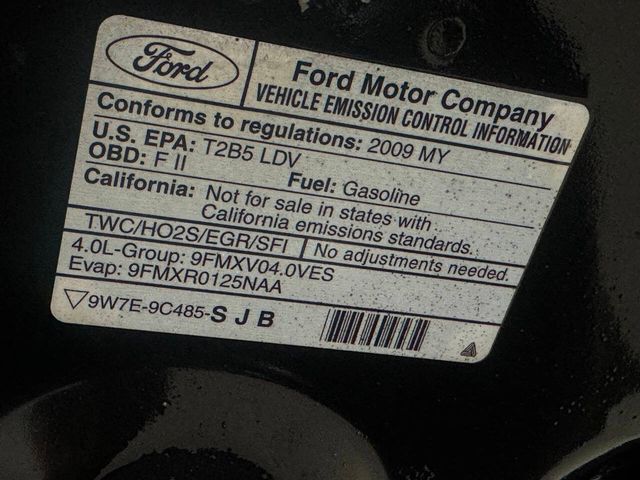 Ford
Ford Motor Company
VEHICLE EMISSION CONTROL INFORMATION
Conforms to regulations: 2009 MY
U.S. EPA: T2B5 LDV
OBD: F II Fuel: Gasoline
California: Not for sale in states with
California emissions standards.
TWC/HO2S/EGR/SFI No adjustments needed.
4.0L-Group: 9FMXV04.0VES
Evap: 9FMXR0125NAA
9W7E-9C485-S J B